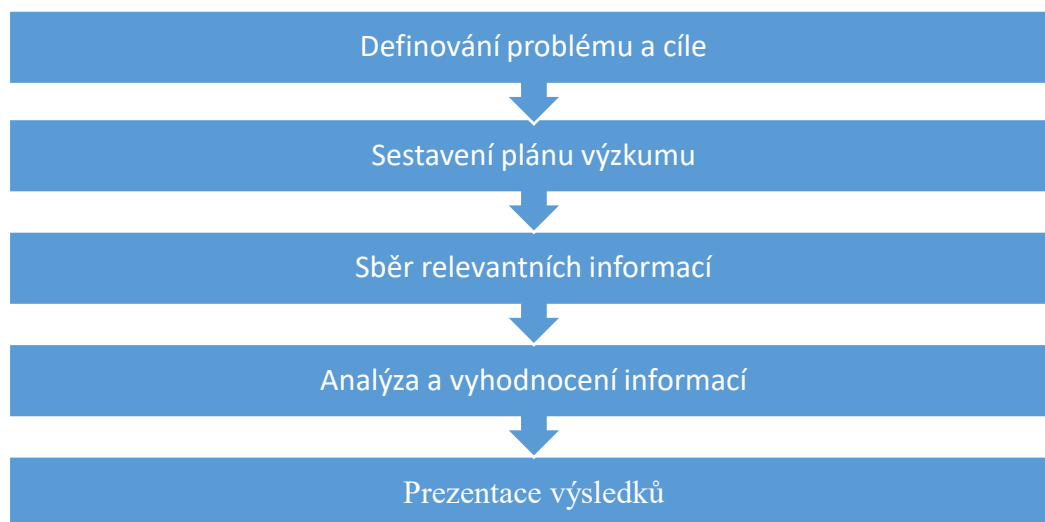 Definování problému a cíle
Sestavení plánu výzkumu
Sběr relevantních informací
Analýza a vyhodnocení informací
Prezentace výsledků